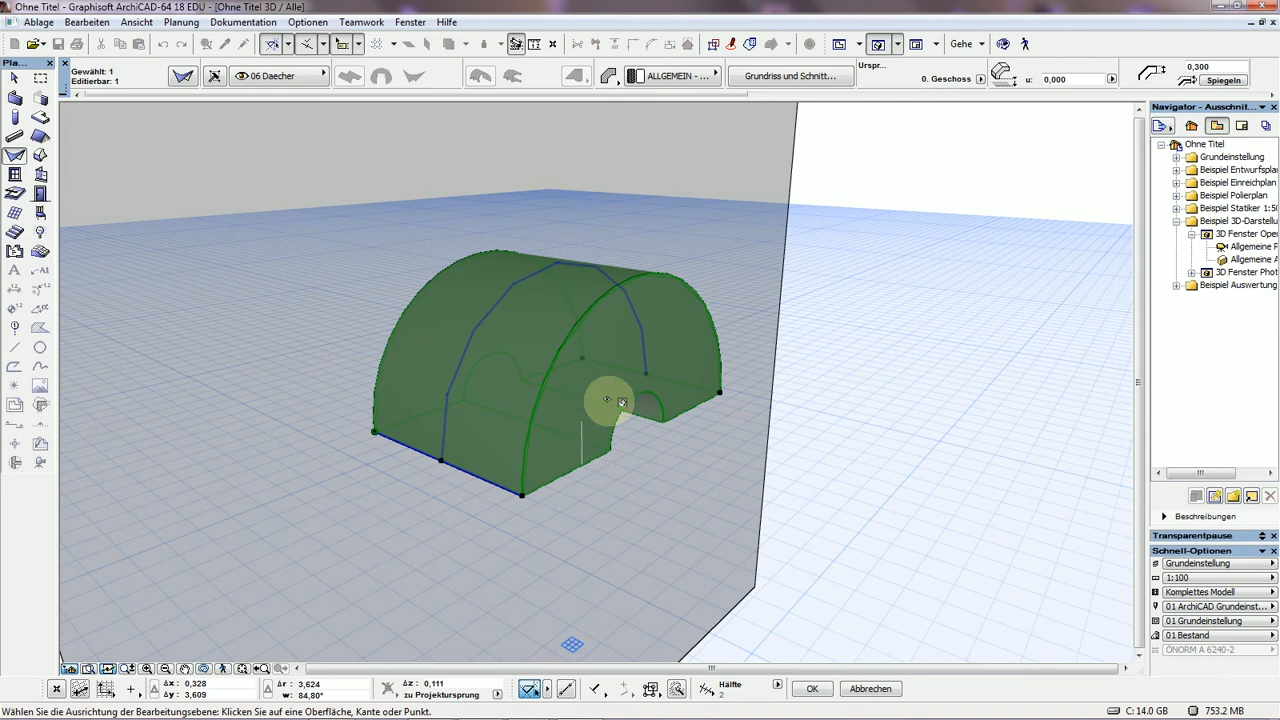 Ohne Titel - Graphisoft ArchiCAD-64 18 EDU - [Ohne Titel 3D / Alle]
Ablage Bearbeiten Ansicht Planung Dokumentation Optionen Teamwork Fenster Hilfe
Gehe
Pla...
Gewählt: 1
Editierbar: 1
06 Daecher
ALLGEMEIN - ...
Grundriss und Schnitt...
Urspr...
0. Geschoss
u: 0,000
0,300
Spiegeln
Navigator - Ausschnit...
Ohne Titel
Grundeinstellung
Beispiel Entwurfspla
Beispiel Einreichplan
Beispiel Polierplan
Beispiel Statiker 1:50
Beispiel 3D-Darstellu
3D Fenster Ope
Allgemeine P
Allgemeine A
3D Fenster Phot
Beispiel Auswertung
Beschreibungen
Transparentpause
Schnell-Optionen
Grundeinstellung
1:100
Komplettes Modell
01 ArchiCAD Grundeinst...
01 Grundeinstellung
01 Bestand
ÖNORM A 6240-2
Δx: 0,328
Δy: 3,609
Δr: 3,624
w: 84,80°
Δz: 0,111
zu Projektursprung
Hälfte
2
OK
Abbrechen
Wählen Sie die Ausrichtung der Bearbeitungsebene: Klicken Sie auf eine Oberfläche, Kante oder Punkt.
C: 14.0 GB
753.2 MB